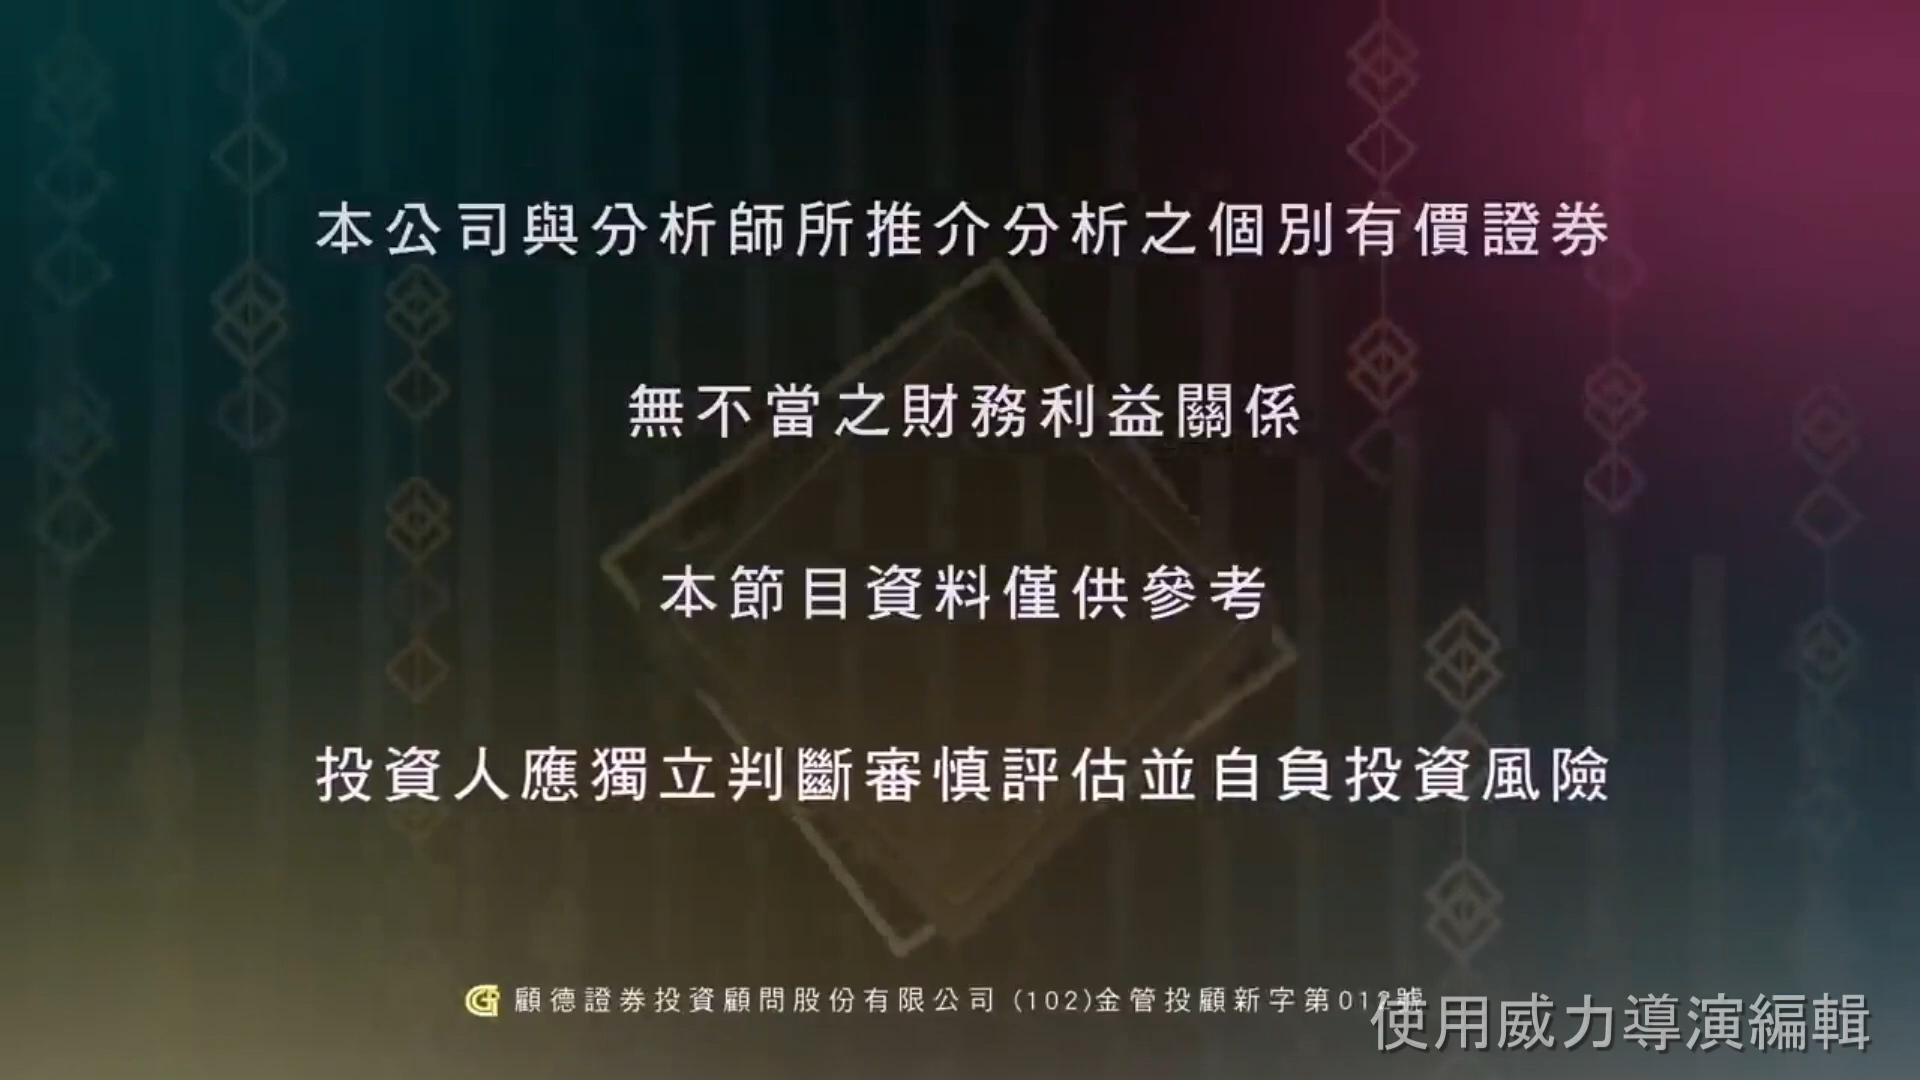 本公司與分析師所推介分析之個別有價證券
無不當之財務利益關係
本節目資料僅供參考
投資人應獨立判斷審慎評估並自負投資風險
顧德證券投資顧問股份有限公司 (102)金管投顧新字第012號
使用威力導演編輯